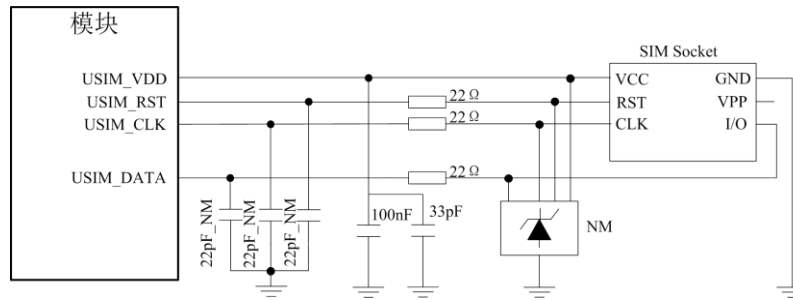 模块
SIM Socket
USIM_VDD
VCC
GND
USIM_RST
22Ω
RST
VPP
USIM_CLK
22Ω
CLK
I/O
USIM_DATA
22Ω
22pF_NM
22pF_NM
22pF_NM
100nF
33pF
NM